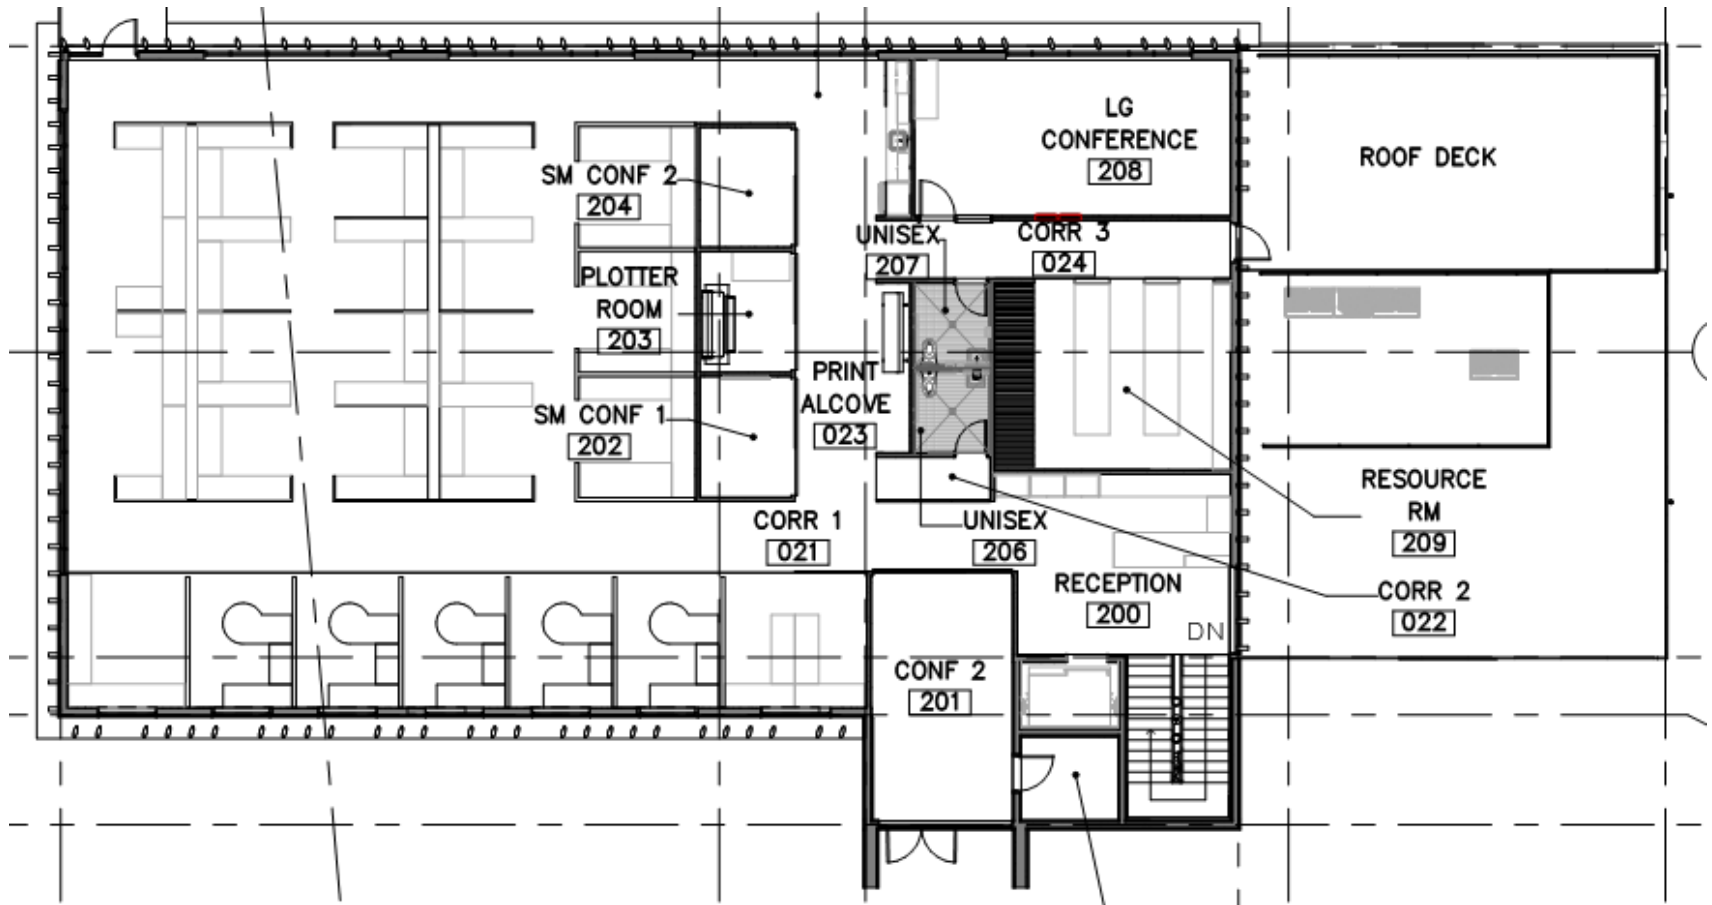 LG
CONFERENCE
208
ROOF DECK
SM CONF 2
204
UNISEX
207
CORR 3
024
PLOTTER
ROOM
203
PRINT
ALCOVE
023
SM CONF 1
202
RESOURCE
RM
209
CORR 1
021
UNISEX
206
RECEPTION
200
CORR 2
022
DN
CONF 2
201